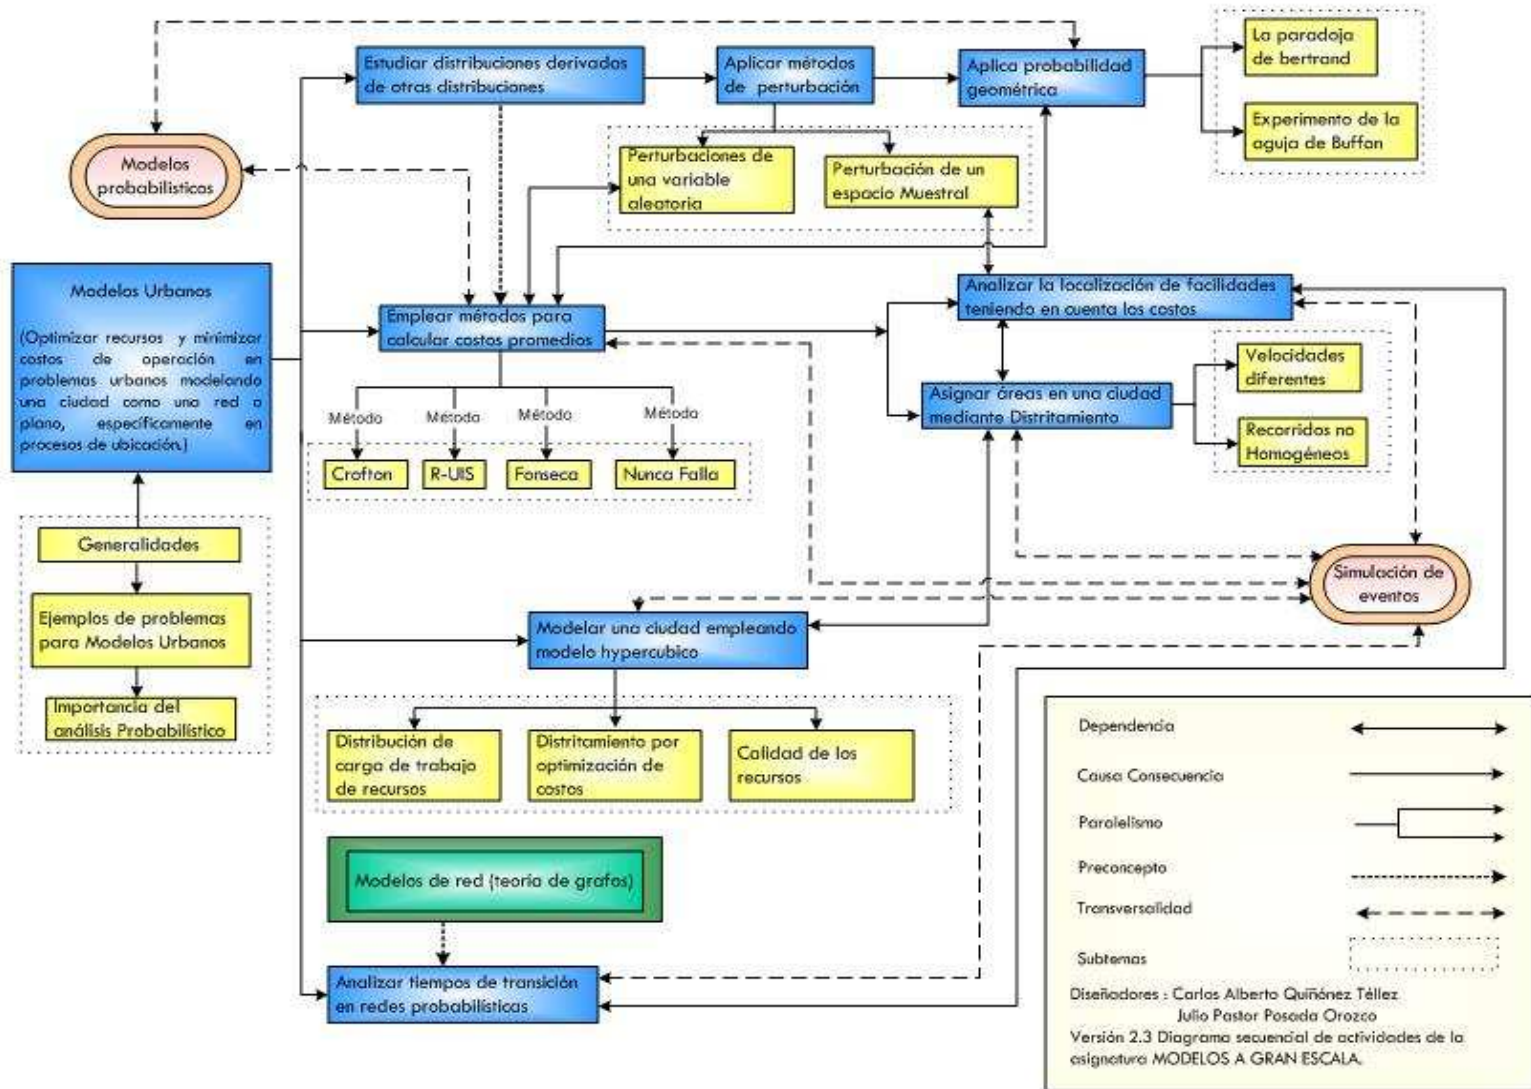 Estudiar distribuciones derivadas
de otras distribuciones
Aplicar métodos
de perturbación
Aplica probabilidad
geométrica
La paradoja
de bertrand
Experimento de la
aguja de Buffon
Modelos
probabilísticos
Perturbaciones de
una variable
aleatoria
Perturbación de un
espacio Muestral
Modelos Urbanos
(Optimizar recursos y minimizar
costos de operación en
problemas urbanos modelando
una ciudad como una red o
plano, específicamente en
procesos de ubicación.)
Emplear métodos para
calcular costos promedios
Analizar la localización de facilidades
teniendo en cuenta los costos
Asignar áreas en una ciudad
mediante Distritamiento
Velocidades
diferentes
Recorridos no
Homogéneos
Método
Método
Método
Método
Crofton
R-UIS
Fonseca
Nunca Falla
Generalidades
Ejemplos de problemas
para Modelos Urbanos
Importancia del
análisis Probabilístico
Simulación de
eventos
Modelar una ciudad empleando
modelo hypercubico
Distribución de
carga de trabajo
de recursos
Distritamiento por
optimización de
costos
Calidad de los
recursos
Modelos de red (teoría de grafos)
Analizar tiempos de transición
en redes probabilísticas
Dependencia
Causa Consecuencia
Paralelismo
Preconcepto
Transversalidad
Subtemas
Diseñadores : Carlos Alberto Quiñónez Téllez
Julio Pastor Posada Orozco
Versión 2.3 Diagrama secuencial de actividades de la
asignatura MODELOS A GRAN ESCALA.